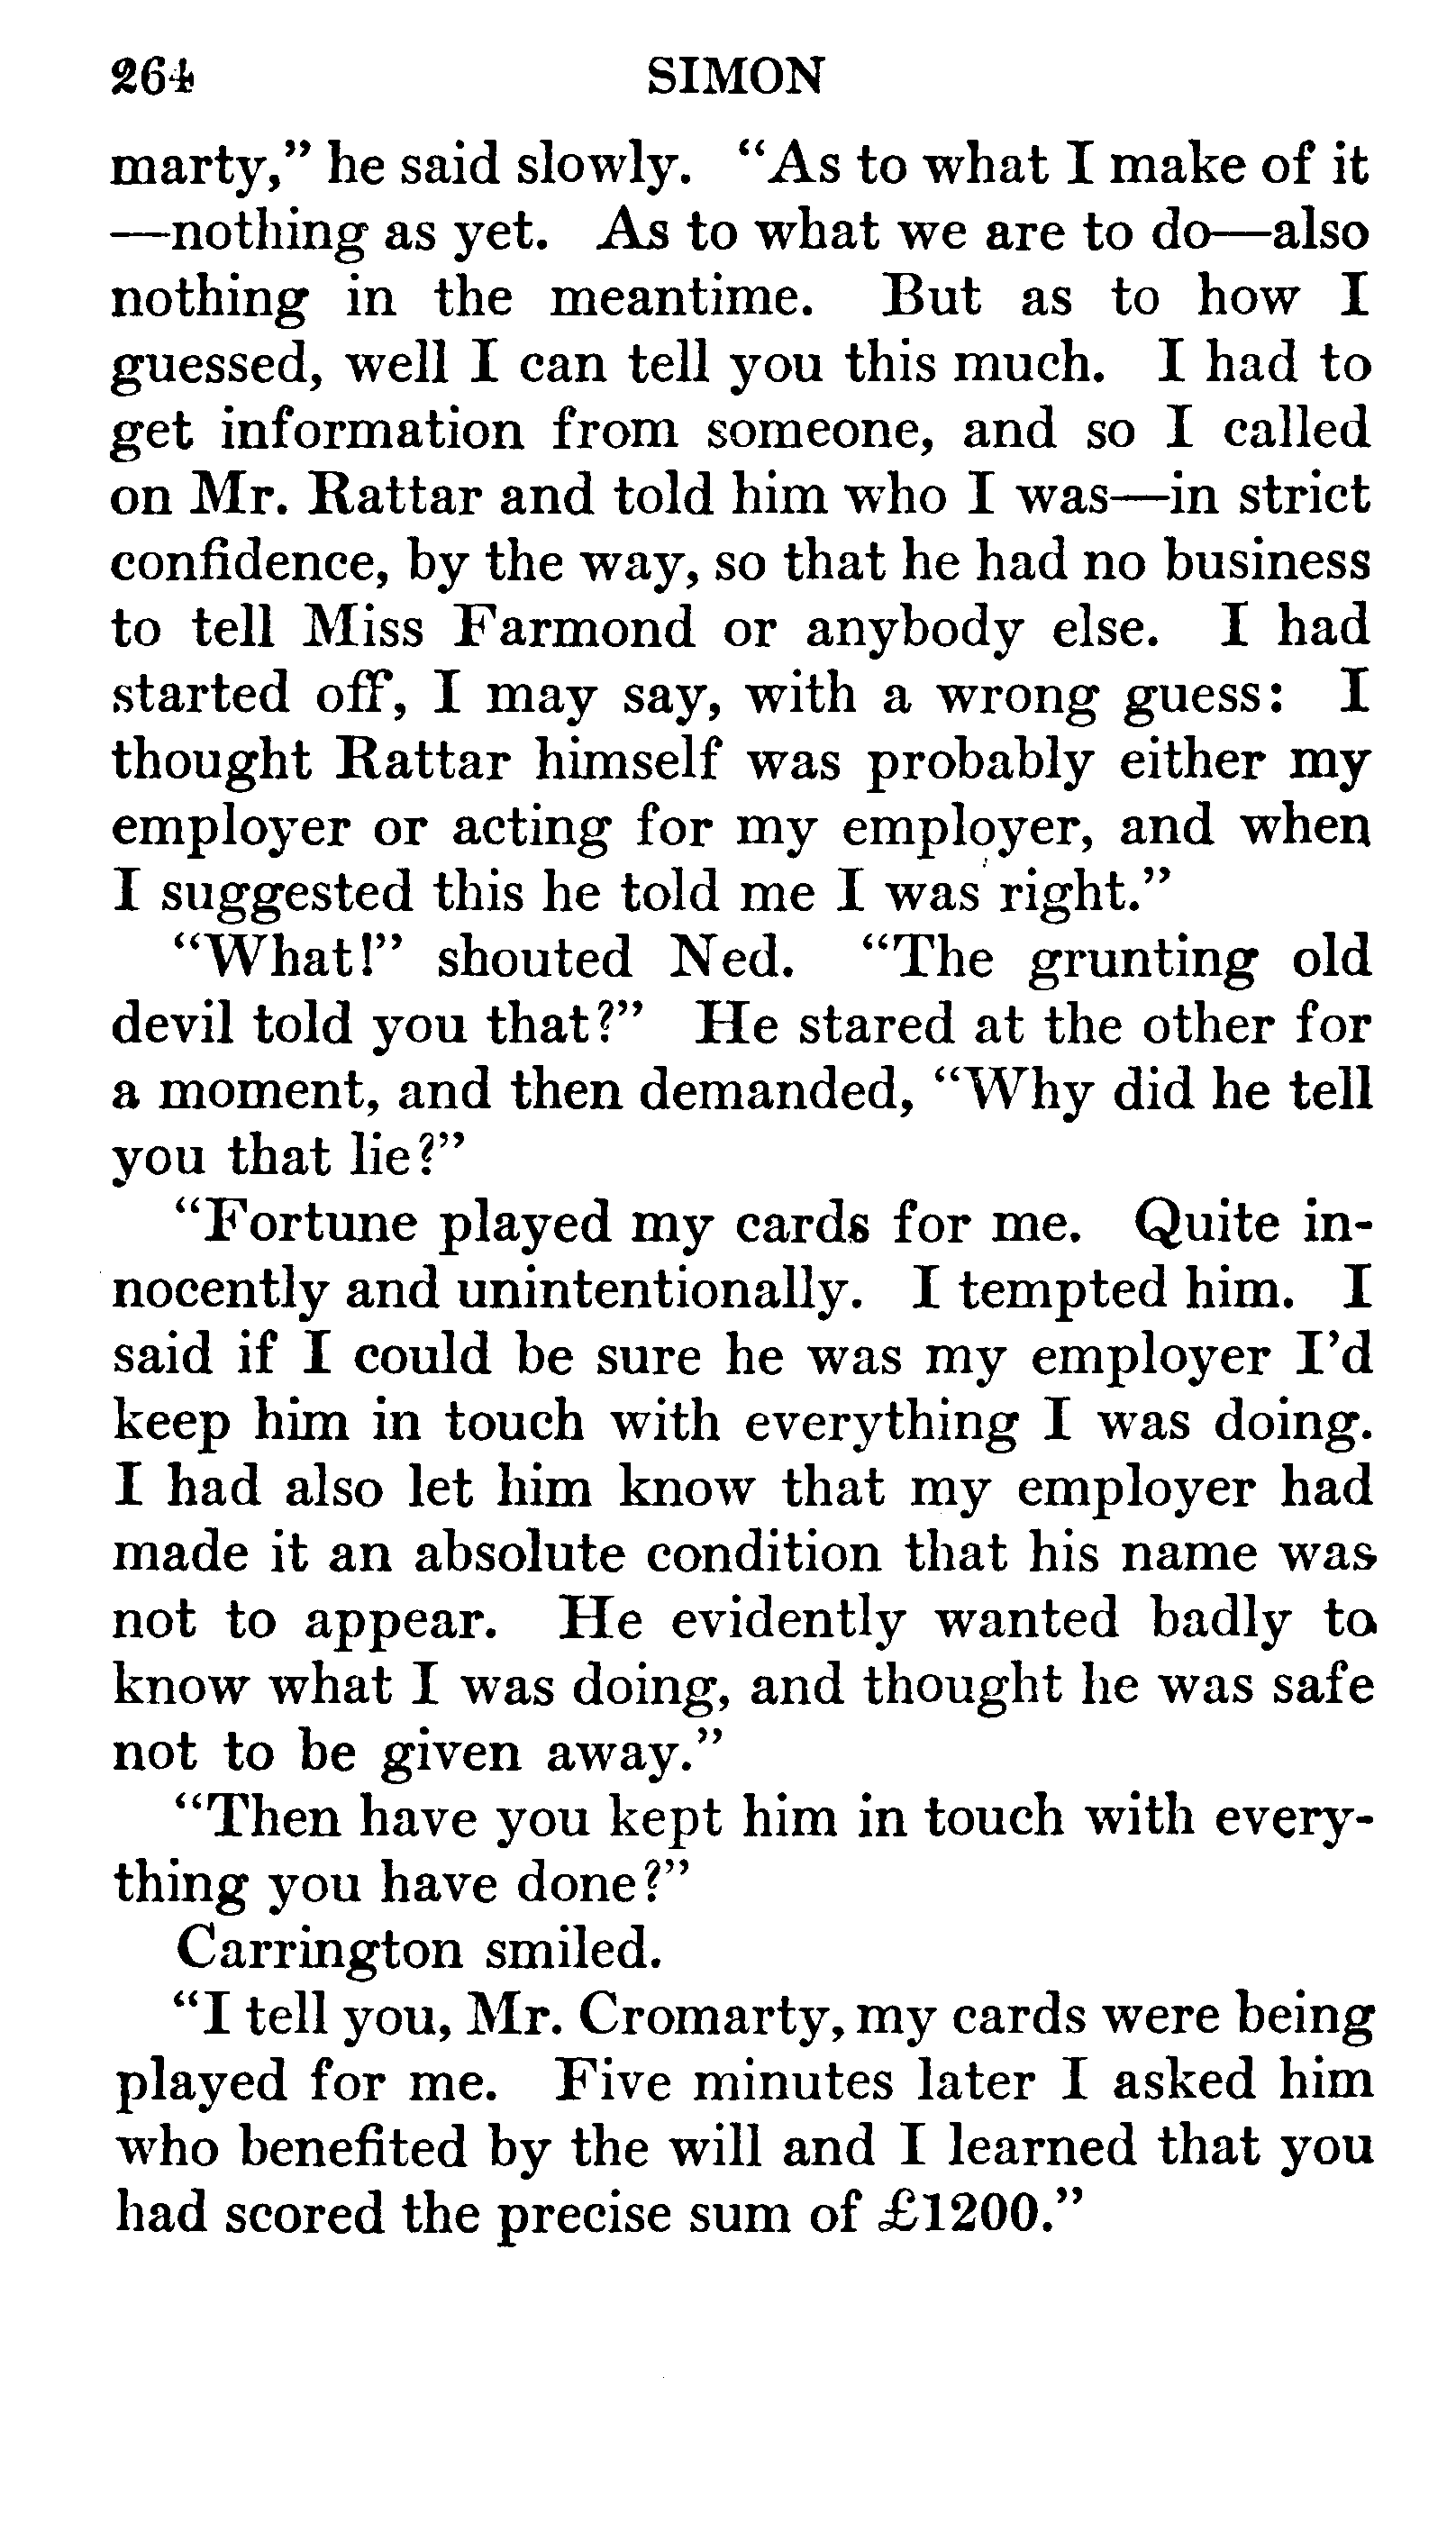 264 SIMON
marty," he said slowly. "As to what I make of it
—nothing as yet. As to what we are to do—also
nothing in the meantime. But as to how I
guessed, well I can tell you this much. I had to
get information from someone, and so I called
on Mr. Rattar and told him who I was—in strict
confidence, by the way, so that he had no business
to tell Miss Farmond or anybody else. I had
started off, I may say, with a wrong guess: I
thought Rattar himself was probably either my
employer or acting for my employer, and when
I suggested this he told me I was right."
"What!" shouted Ned. "The grunting old
devil told you that?" He stared at the other for
a moment, and then demanded, "Why did he tell
you that lie?"
"Fortune played my cards for me. Quite in-
nocently and unintentionally. I tempted him. I
said if I could be sure he was my employer I'd
keep him in touch with everything I was doing.
I had also let him know that my employer had
made it an absolute condition that his name was
not to appear. He evidently wanted badly to
know what I was doing, and thought he was safe
not to be given away."
"Then have you kept him in touch with every-
thing you have done?"
Carrington smiled.
"I tell you, Mr. Cromarty, my cards were being
played for me. Five minutes later I asked him
who benefited by the will and I learned that you
had scored the precise sum of £1200."